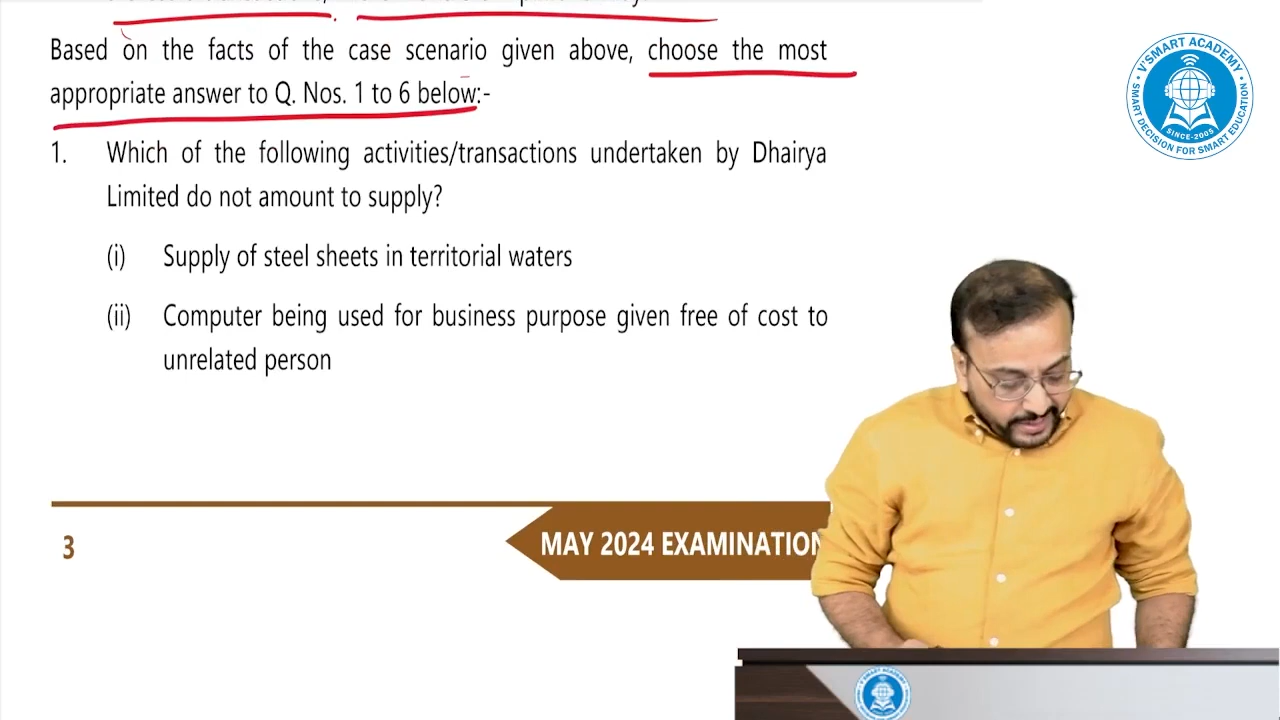 Based on the facts of the case scenario given above, choose the most
appropriate answer to Q. Nos. 1 to 6 below:-
1. Which of the following activities/transactions undertaken by Dhairya
Limited do not amount to supply?
(i) Supply of steel sheets in territorial waters
(ii) Computer being used for business purpose given free of cost to
unrelated person
3
MAY 2024 EXAMINATION
V'SMART ACADEMY
SINCE-2005
SMART DECISION FOR SMART EDUCATION